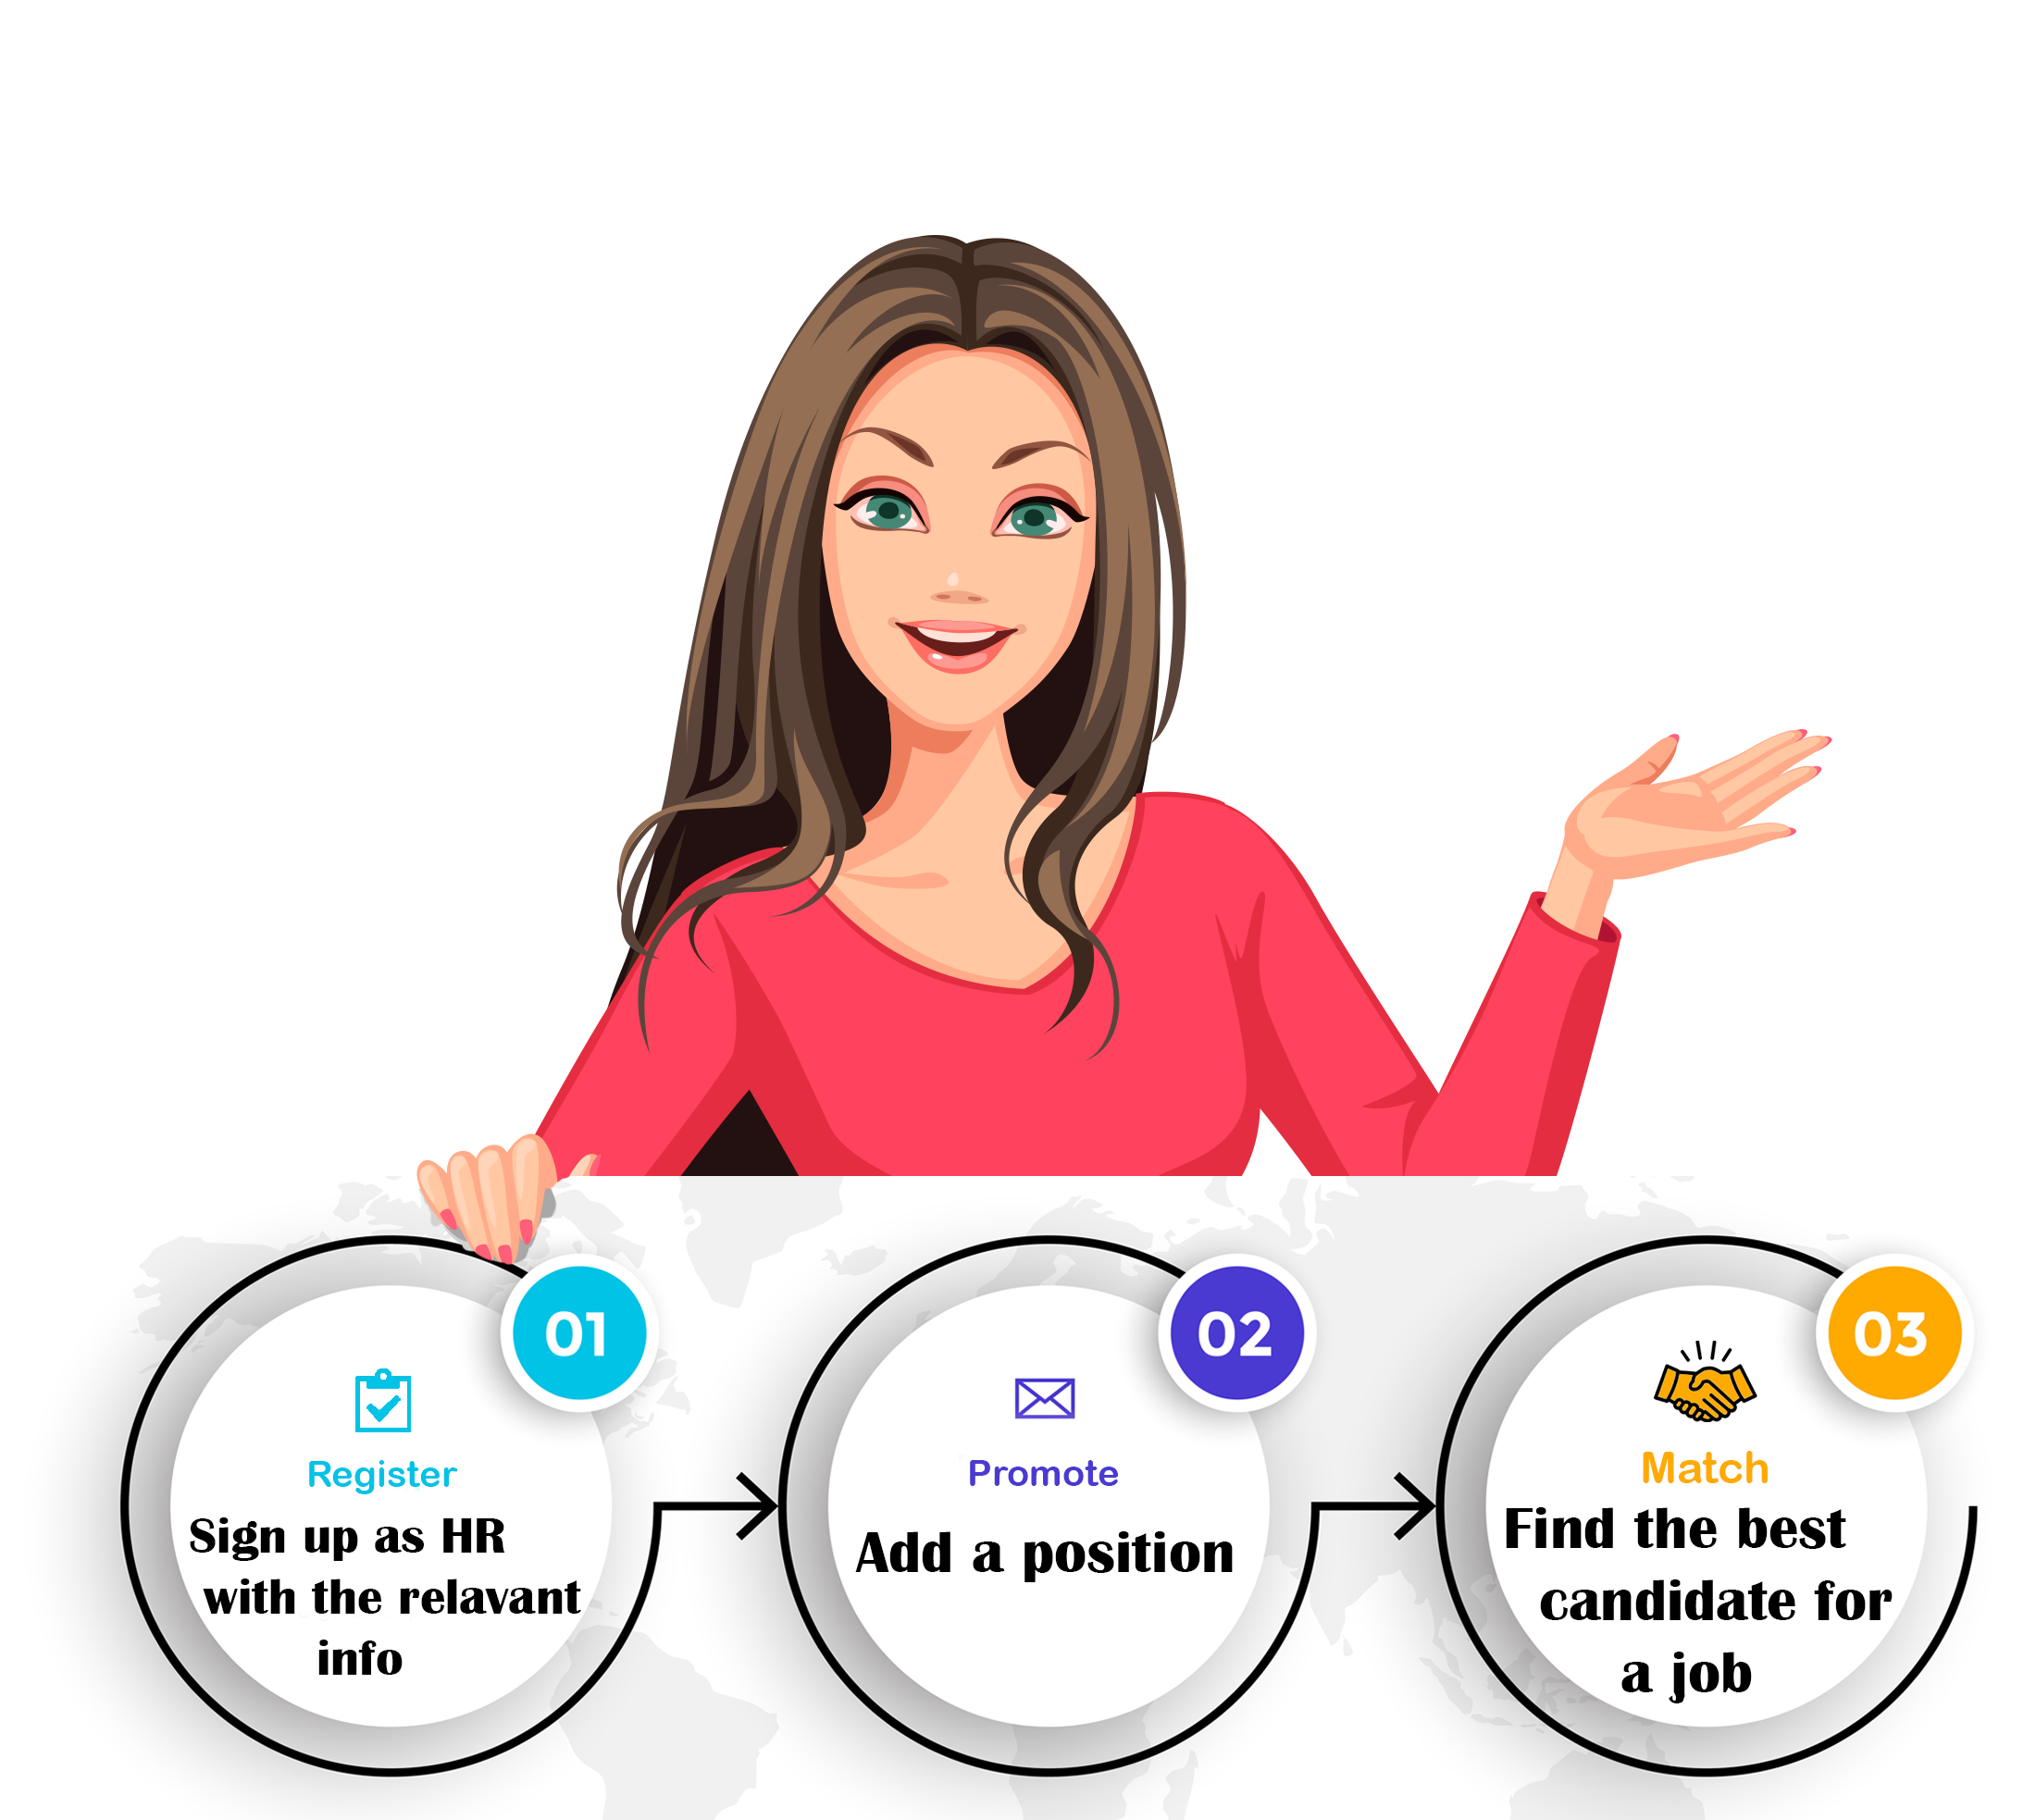 01
Register
Sign up as HR
with the relavant
info
02
Promote
Add a position
03
Match
Find the best
candidate for
a job